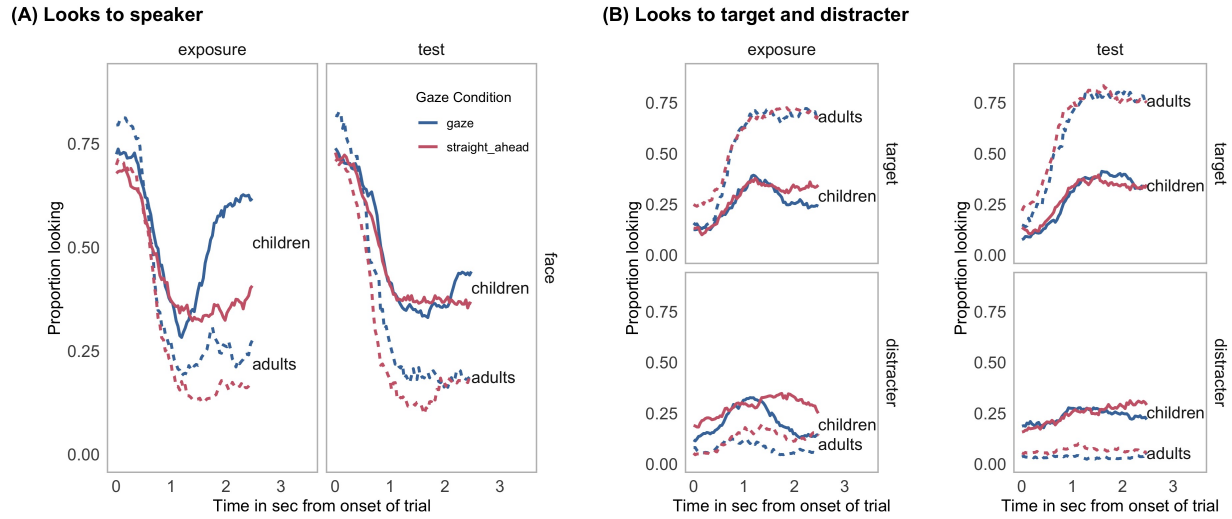 (A) Looks to speaker
exposure
test
Proportion looking
0.75
0.50
0.25
0.00
Gaze Condition
gaze
straight_ahead
children
adults
children
adults
face
0 1 2 3
0 1 2 3
Time in sec from onset of trial
(B) Looks to target and distracter
exposure
Proportion looking
0.75
0.50
0.25
0.00
adults
children
target
0.75
0.50
0.25
0.00
children
adults
distracter
0 1 2 3
Time in sec from onset of trial
test
Proportion looking
0.75
0.50
0.25
0.00
adults
children
target
0.75
0.50
0.25
0.00
children
adults
distracter
0 1 2 3
Time in sec from onset of trial